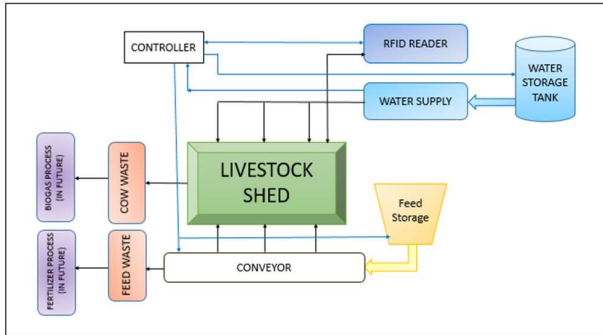 CONTROLLER
RFID READER
WATER
STORAGE
TANK
WATER SUPPLY
LIVESTOCK
SHED
COW WASTE
BIOGAS PROCESS
(IN FUTURE)
Feed
Storage
CONVEYOR
FEED WASTE
FERTILIZER PROCESS
(IN FUTURE)